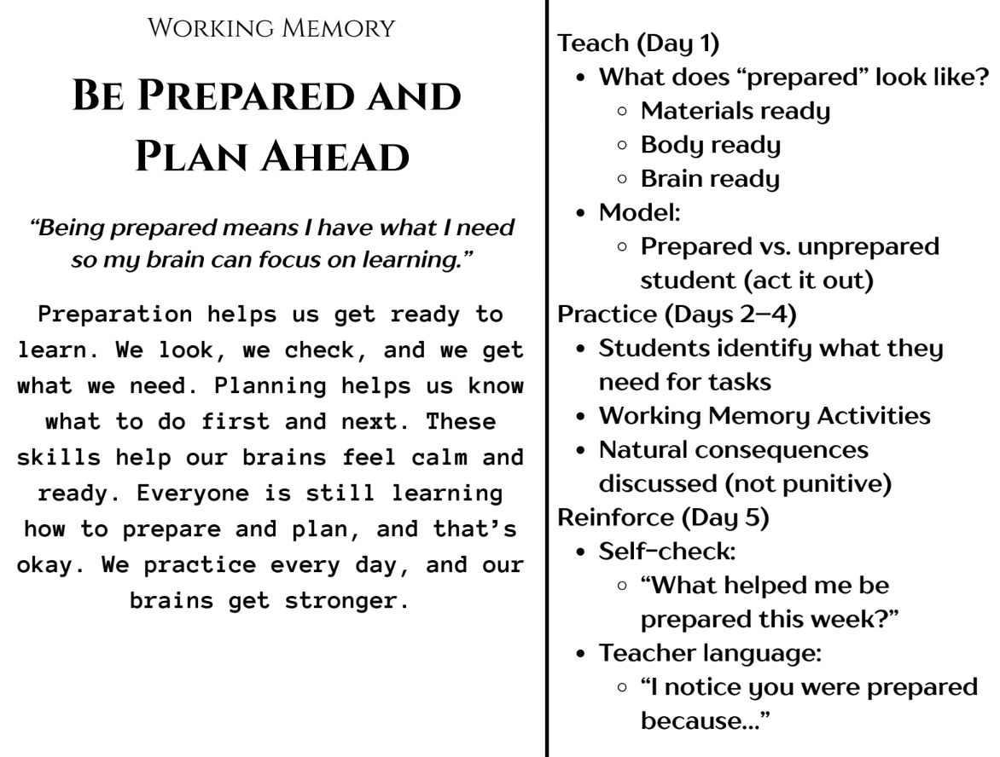 Working Memory
Be Prepared and
Plan Ahead
“Being prepared means I have what I need
so my brain can focus on learning.”
Preparation helps us get ready to
learn. We look, we check, and we get
what we need. Planning helps us know
what to do first and next. These
skills help our brains feel calm and
ready. Everyone is still learning
how to prepare and plan, and that’s
okay. We practice every day, and our
brains get stronger.
Teach (Day 1)
• What does “prepared” look like?
◦ Materials ready
◦ Body ready
◦ Brain ready
• Model:
◦ Prepared vs. unprepared
student (act it out)
Practice (Days 2–4)
• Students identify what they
need for tasks
• Working Memory Activities
• Natural consequences
discussed (not punitive)
Reinforce (Day 5)
• Self-check:
◦ “What helped me be
prepared this week?”
• Teacher language:
◦ “I notice you were prepared
because...”